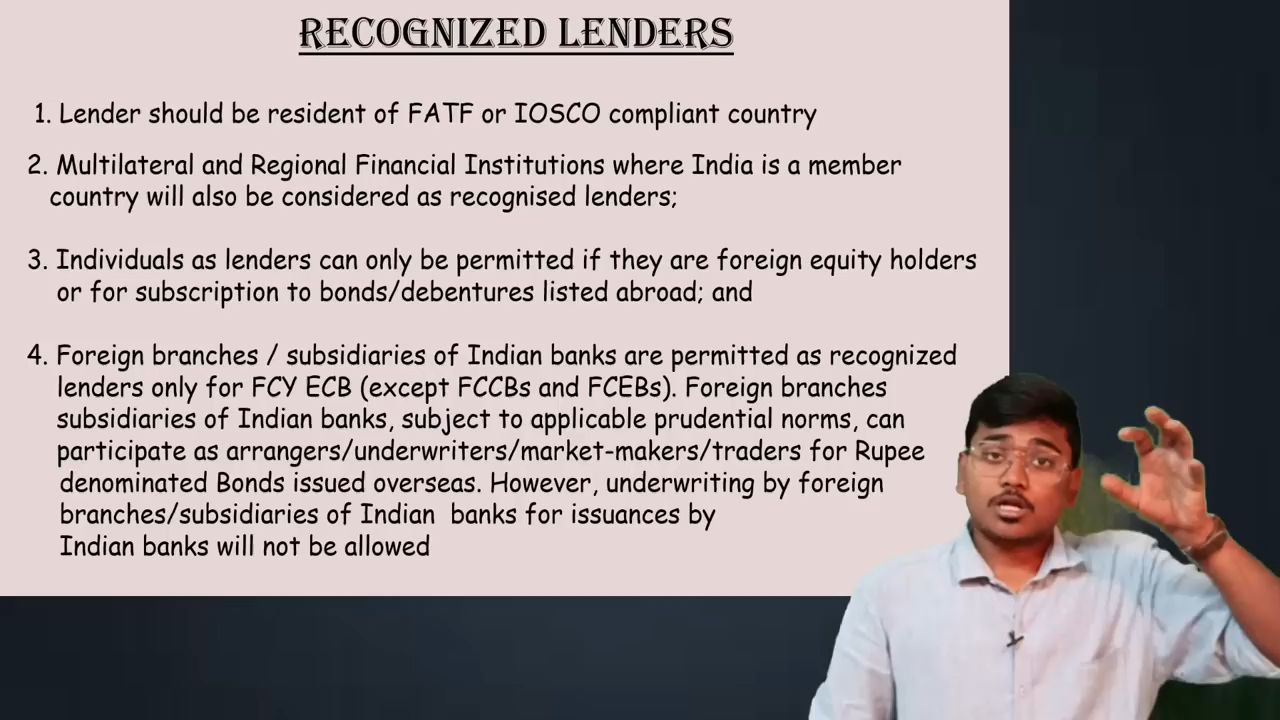 RECOGNIZED LENDERS
1. Lender should be resident of FATF or IOSCO compliant country
2. Multilateral and Regional Financial Institutions where India is a member
country will also be considered as recognised lenders;
3. Individuals as lenders can only be permitted if they are foreign equity holders
or for subscription to bonds/debentures listed abroad; and
4. Foreign branches / subsidiaries of Indian banks are permitted as recognized
lenders only for FCY ECB (except FCCBs and FCEBs). Foreign branches
subsidiaries of Indian banks, subject to applicable prudential norms, can
participate as arrangers/underwriters/market-makers/traders for Rupee
denominated Bonds issued overseas. However, underwriting by foreign
branches/subsidiaries of Indian banks for issuances by
Indian banks will not be allowed